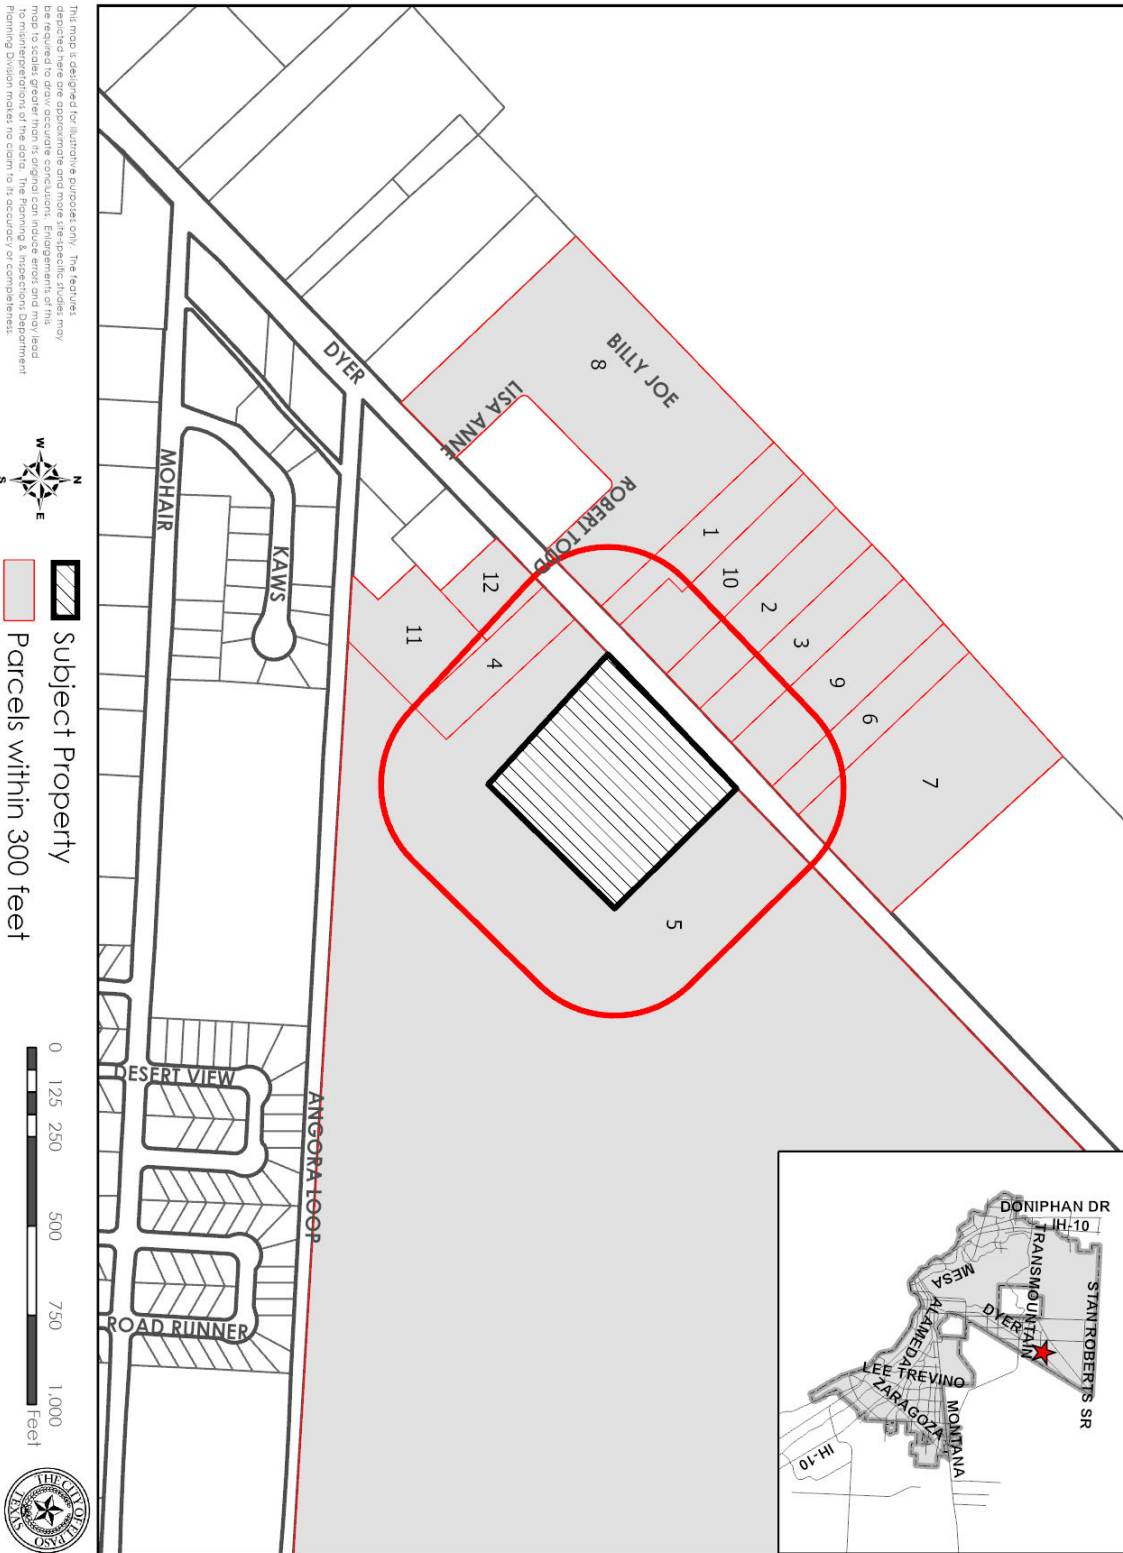 This map is designed for illustrative purposes only. The features
depicted here are approximate and more site-specific studies may
be required to draw accurate conclusions. Enlargements of this
map to scales greater than its original can induce errors and may lead
to misinterpretations of the data. The Planning & Inspections Department
Planning Division makes no claim to its accuracy or completeness.
N
W
E
S
Subject Property
Parcels within 300 feet
0 125 250 500 750 1,000
Feet
THE CITY OF EL PASO
TEXAS
DYER
BILLY JOE
LISA ANNE
ROBERT TODD
MOHAIR
KAWS
ANGORA LOOP
DESERT VIEW
ROAD RUNNER
8
1
10
2
3
9
6
7
12
11
4
5
DONIPHAN DR
IH-10
TRANSMOUNTAIN
MESA
STAN ROBERTS SR
DYER
ALAMEDA
LEE TREVINO
ZARAGOZA
MONTANA
IH-10